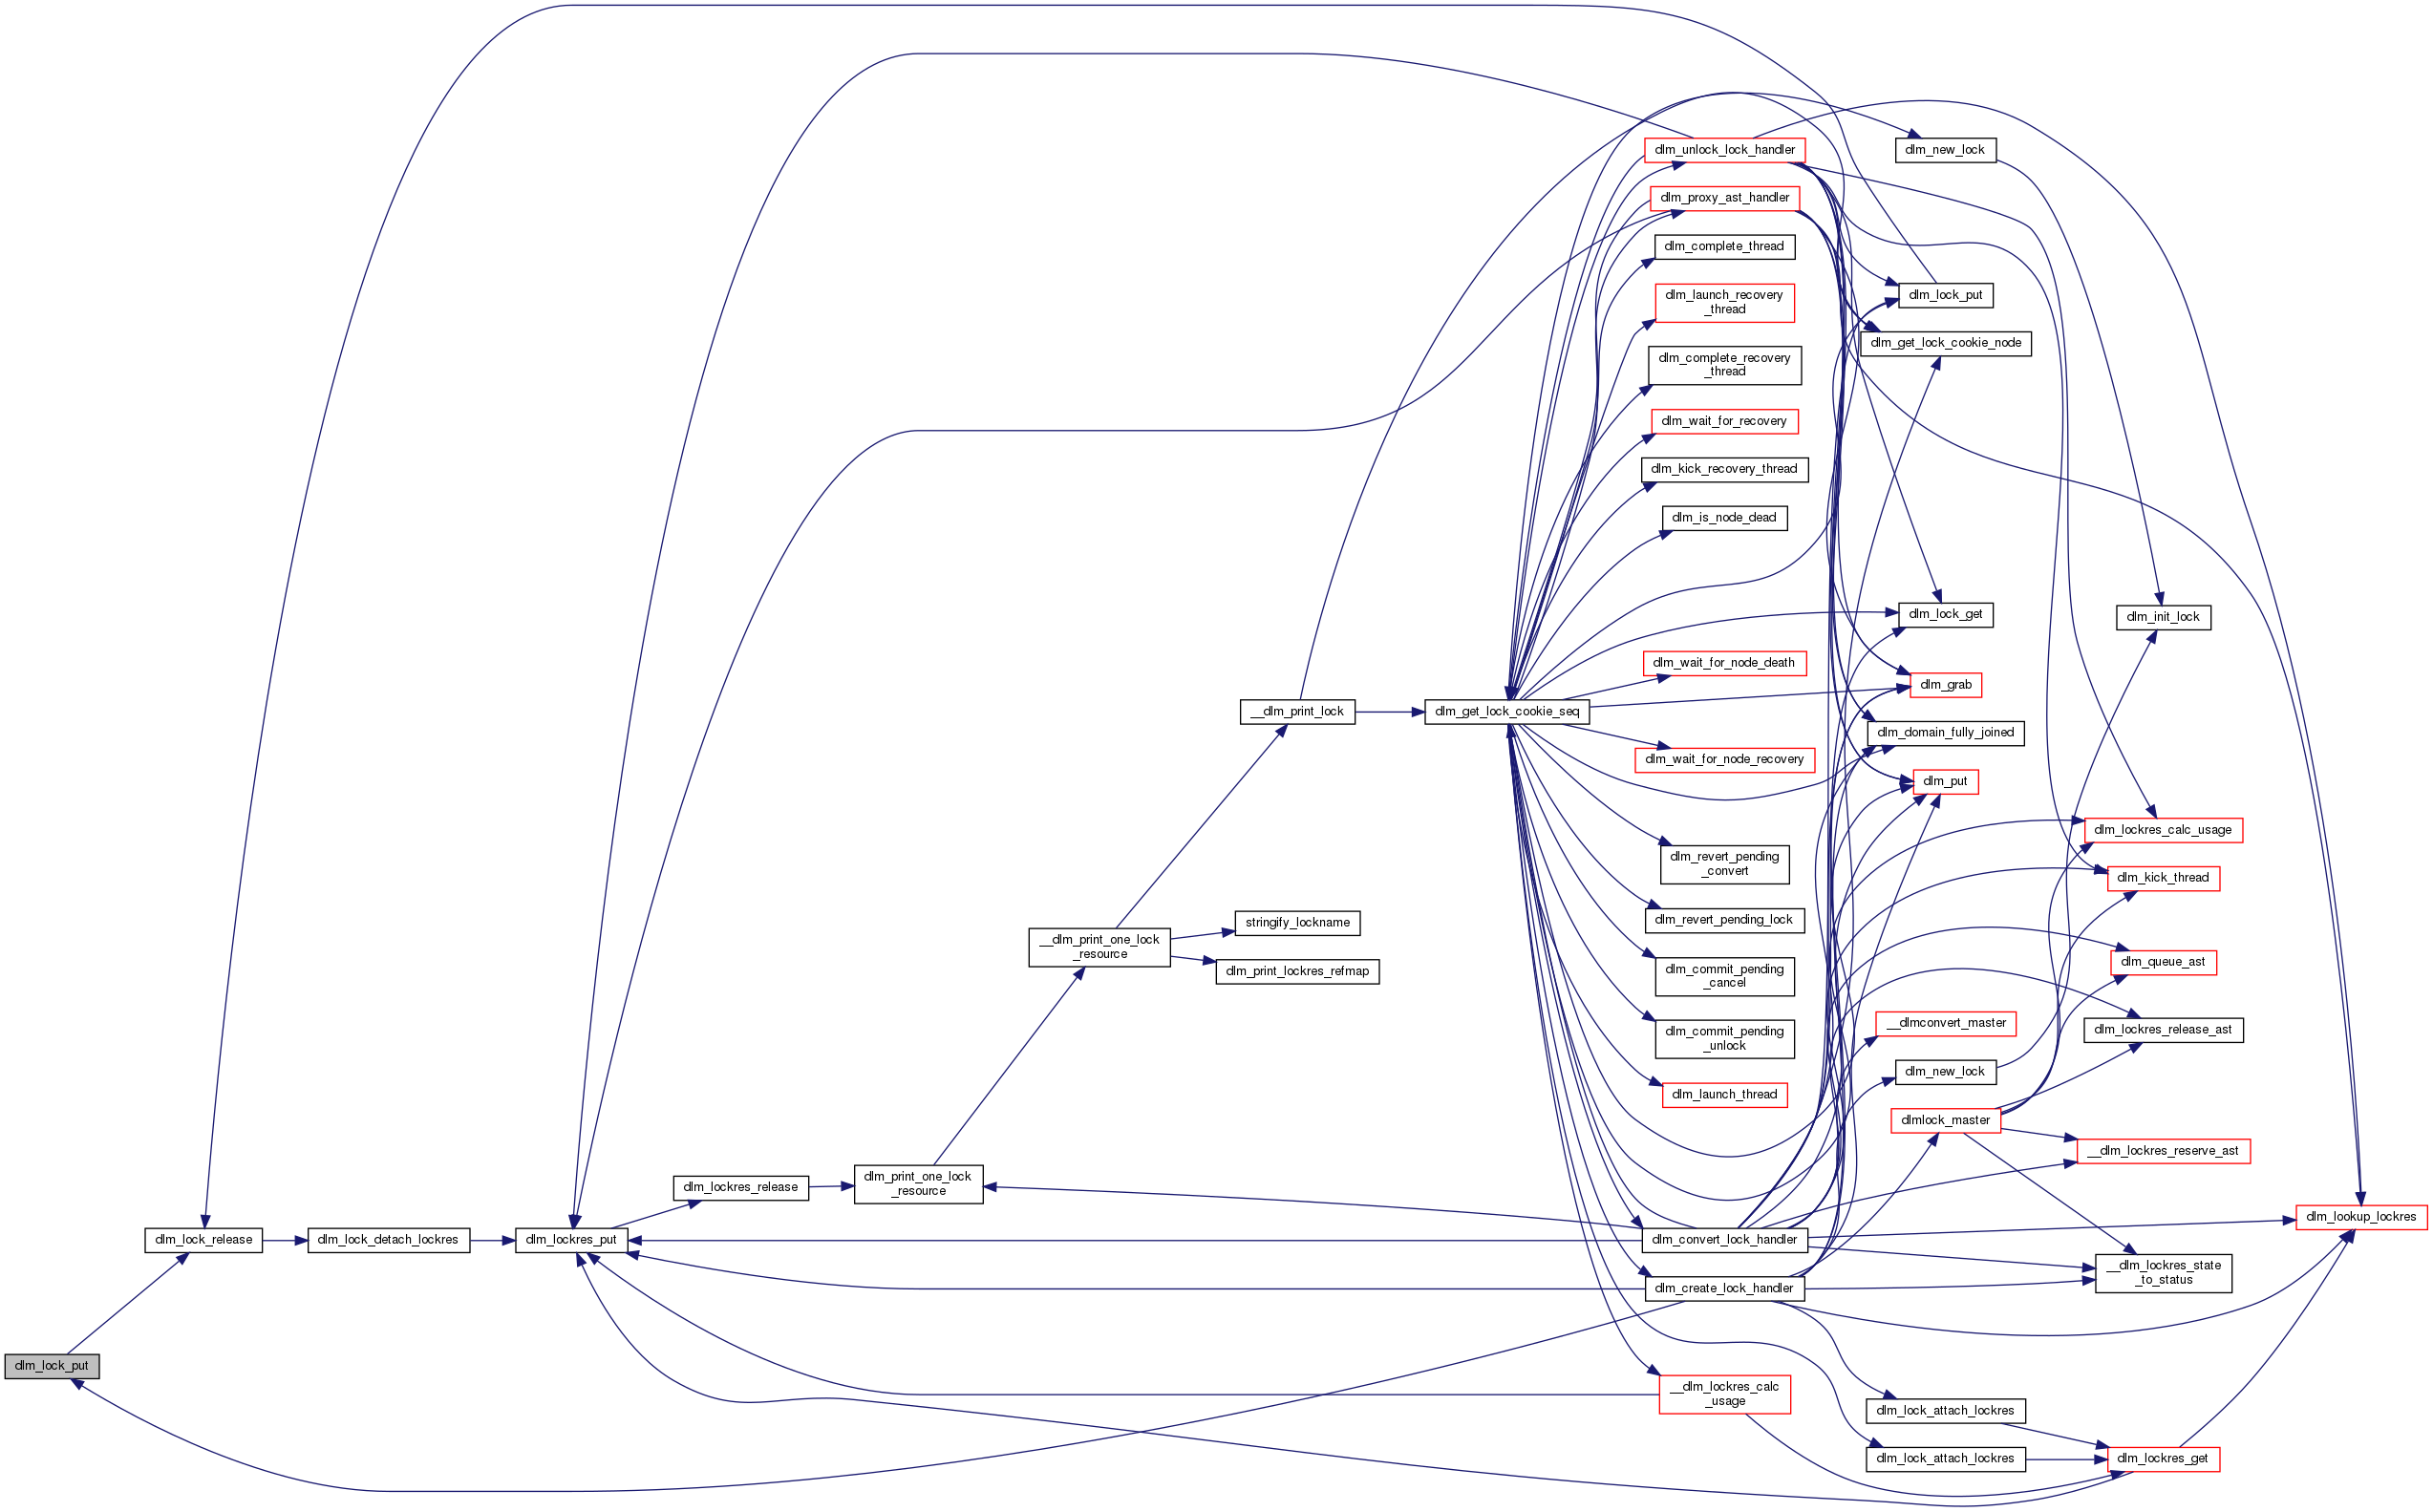 dlm_unlock_lock_handler
dlm_new_lock
dlm_proxy_ast_handler
dlm_complete_thread
dlm_launch_recovery
_thread
dlm_lock_put
dlm_get_lock_cookie_node
dlm_complete_recovery
_thread
dlm_wait_for_recovery
dlm_kick_recovery_thread
dlm_is_node_dead
dlm_lock_get
dlm_init_lock
dlm_wait_for_node_death
dlm_grab
__dlm_print_lock
dlm_get_lock_cookie_seq
dlm_domain_fully_joined
dlm_wait_for_node_recovery
dlm_put
dlm_lockres_calc_usage
dlm_revert_pending
_convert
dlm_kick_thread
stringify_lockname
dlm_revert_pending_lock
__dlm_print_one_lock
_resource
dlm_print_lockres_refmap
dlm_commit_pending
_cancel
dlm_queue_ast
__dlmconvert_master
dlm_lockres_release_ast
dlm_commit_pending
_unlock
dlm_new_lock
dlm_launch_thread
dlmlock_master
__dlm_lockres_reserve_ast
dlm_lockres_release
dlm_print_one_lock
_resource
dlm_lookup_lockres
dlm_lock_release
dlm_lock_detach_lockres
dlm_lockres_put
dlm_convert_lock_handler
__dlm_lockres_state
_to_status
dlm_create_lock_handler
dlm_lock_put
__dlm_lockres_calc
_usage
dlm_lock_attach_lockres
dlm_lock_attach_lockres
dlm_lockres_get